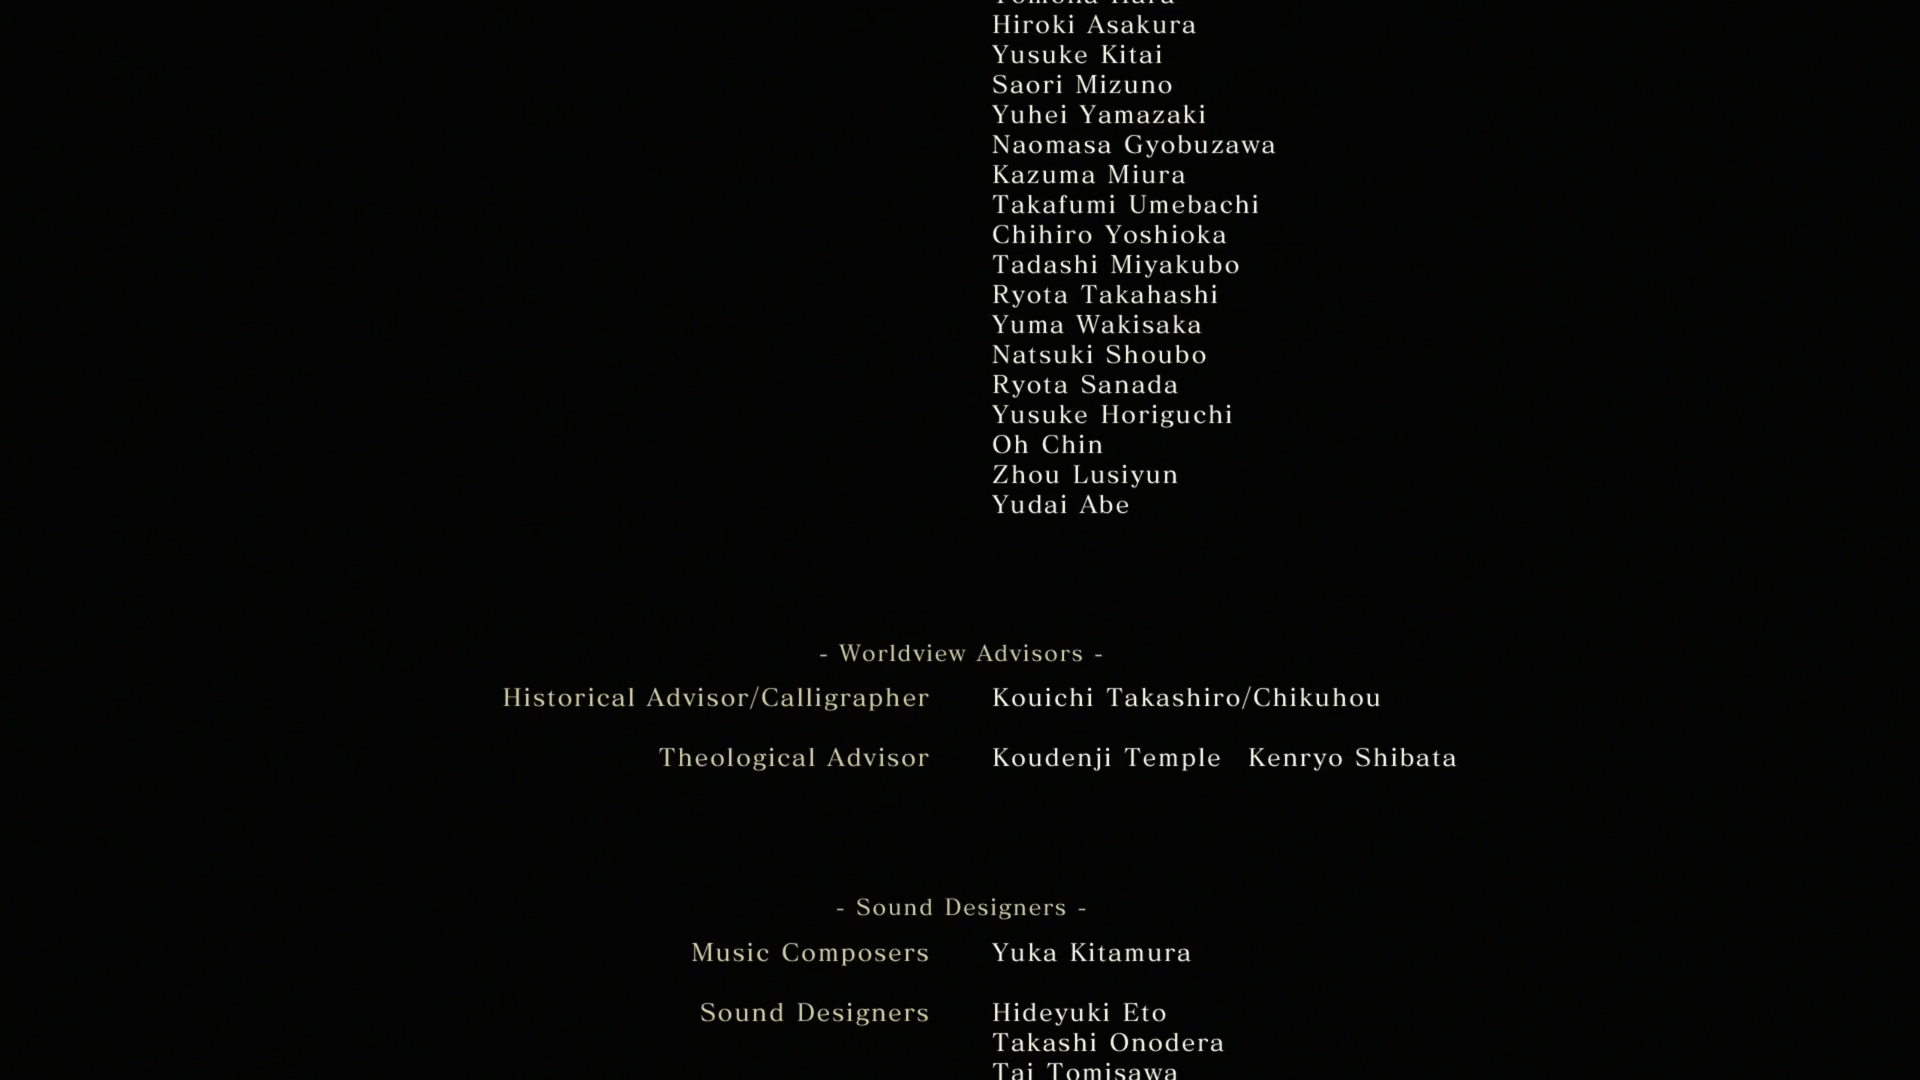 Hiroki Asakura
Yusuke Kitai
Saori Mizuno
Yuhei Yamazaki
Naomasa Gyobuzawa
Kazuma Miura
Takafumi Umebachi
Chihiro Yoshioka
Tadashi Miyakubo
Ryota Takahashi
Yuma Wakisaka
Natsuki Shoubo
Ryota Sanada
Yusuke Horiguchi
Oh Chin
Zhou Lusiyun
Yudai Abe
- Worldview Advisors -
Historical Advisor/Calligrapher Kouichi Takashiro/Chikuhou
Theological Advisor Koudenji Temple Kenryo Shibata
- Sound Designers -
Music Composers Yuka Kitamura
Sound Designers Hideyuki Eto
Takashi Onodera
Tai Tomisawa